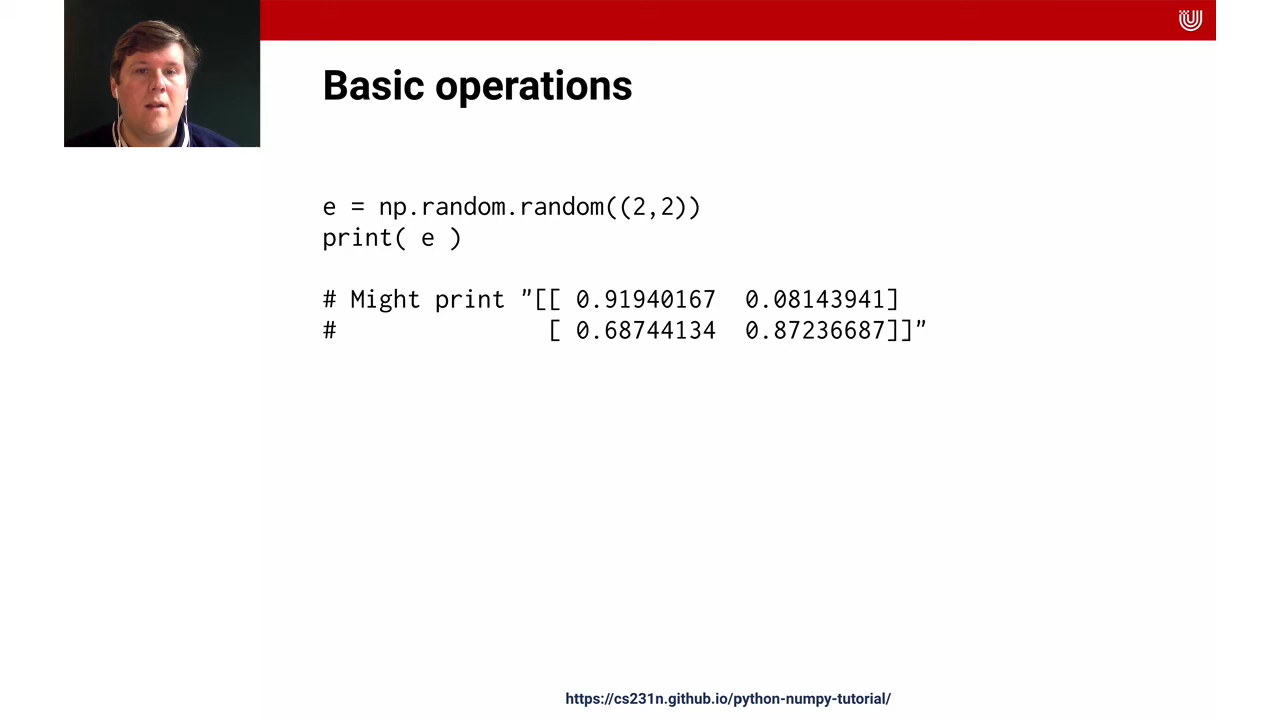 Basic operations
e = np.random.random((2,2))
print( e )
# Might print "[[ 0.91940167  0.08143941]
#               [ 0.68744134  0.87236687]]"
https://cs231n.github.io/python-numpy-tutorial/